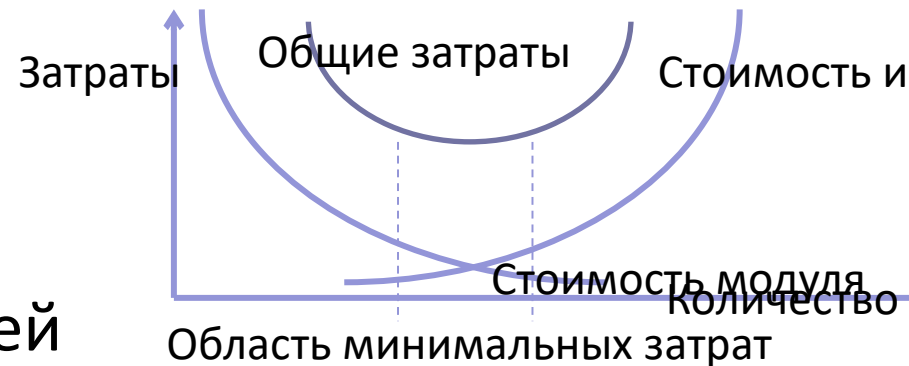 Общие затраты
Затраты
Стоимость и
Стоимость модуля
Количество
ей
Область минимальных затрат